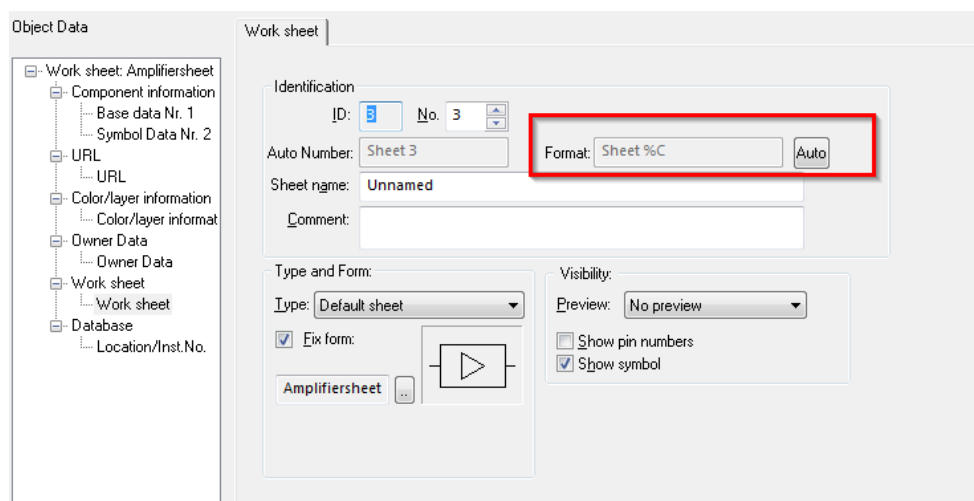 Object Data
Work sheet: Amplifiersheet
Component information
Base data Nr. 1
Symbol Data Nr. 2
URL
URL
Color/layer information
Color/layer informat
Owner Data
Owner Data
Work sheet
Work sheet
Database
Location/Inst.No.
Work sheet
Identification
ID: 3 No. 3
Auto Number: Sheet 3 Format: Sheet %C Auto
Sheet name: Unnamed
Comment:
Type and Form:
Type: Default sheet
Fix form:
Amplifiersheet ..
Visibility:
Preview: No preview
Show pin numbers
Show symbol